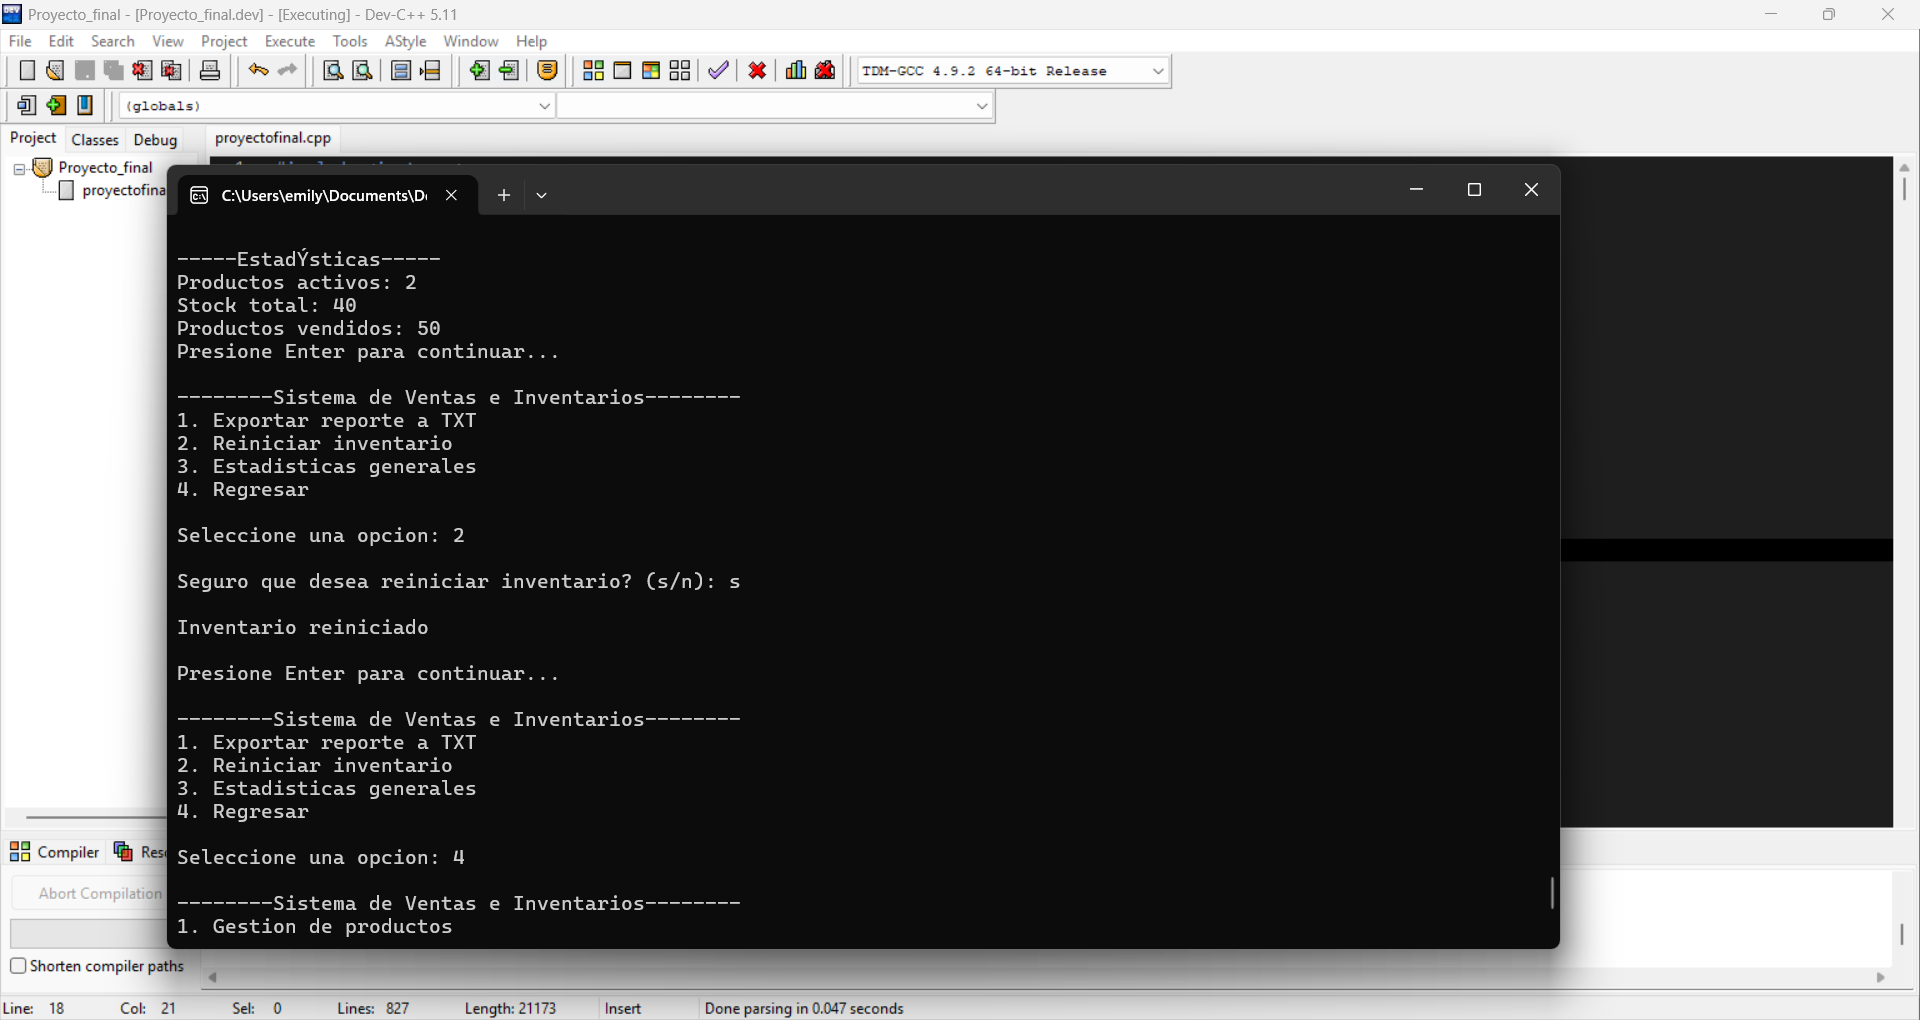 Proyecto_final - [Proyecto_final.dev] - [Executing] - Dev-C++ 5.11
File Edit Search View Project Execute Tools AStyle Window Help
TDM-GCC 4.9.2 64-bit Release
(globals)
Project Classes Debug proyectofinal.cpp
Proyecto_final
proyectofina
C:\Users\emily\Documents\D
-----EstadÝsticas-----
Productos activos: 2
Stock total: 40
Productos vendidos: 50
Presione Enter para continuar...
--------Sistema de Ventas e Inventarios--------
1. Exportar reporte a TXT
2. Reiniciar inventario
3. Estadisticas generales
4. Regresar
Seleccione una opcion: 2
Seguro que desea reiniciar inventario? (s/n): s
Inventario reiniciado
Presione Enter para continuar...
--------Sistema de Ventas e Inventarios--------
1. Exportar reporte a TXT
2. Reiniciar inventario
3. Estadisticas generales
4. Regresar
Seleccione una opcion: 4
--------Sistema de Ventas e Inventarios--------
1. Gestion de productos
Compiler Res
Abort Compilation
Shorten compiler paths
Line: 18 Col: 21 Sel: 0 Lines: 827 Length: 21173 Insert Done parsing in 0.047 seconds